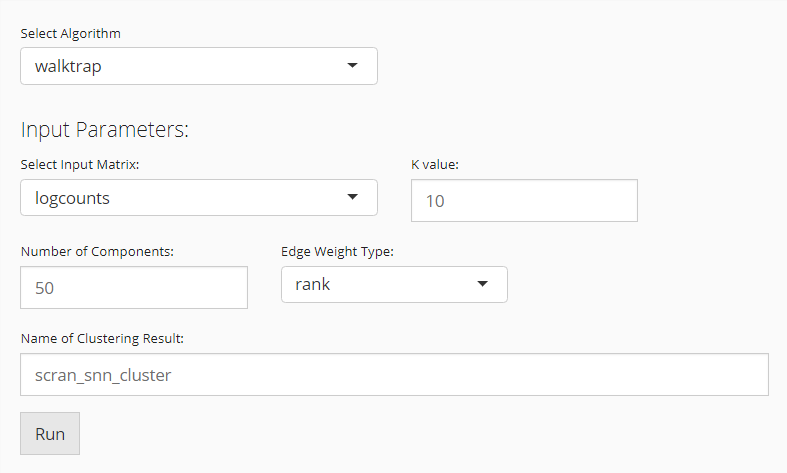 Select Algorithm
walktrap
Input Parameters:
Select Input Matrix:
K value:
logcounts
10
Number of Components:
Edge Weight Type:
50
rank
Name of Clustering Result:
scran_snn_cluster
Run